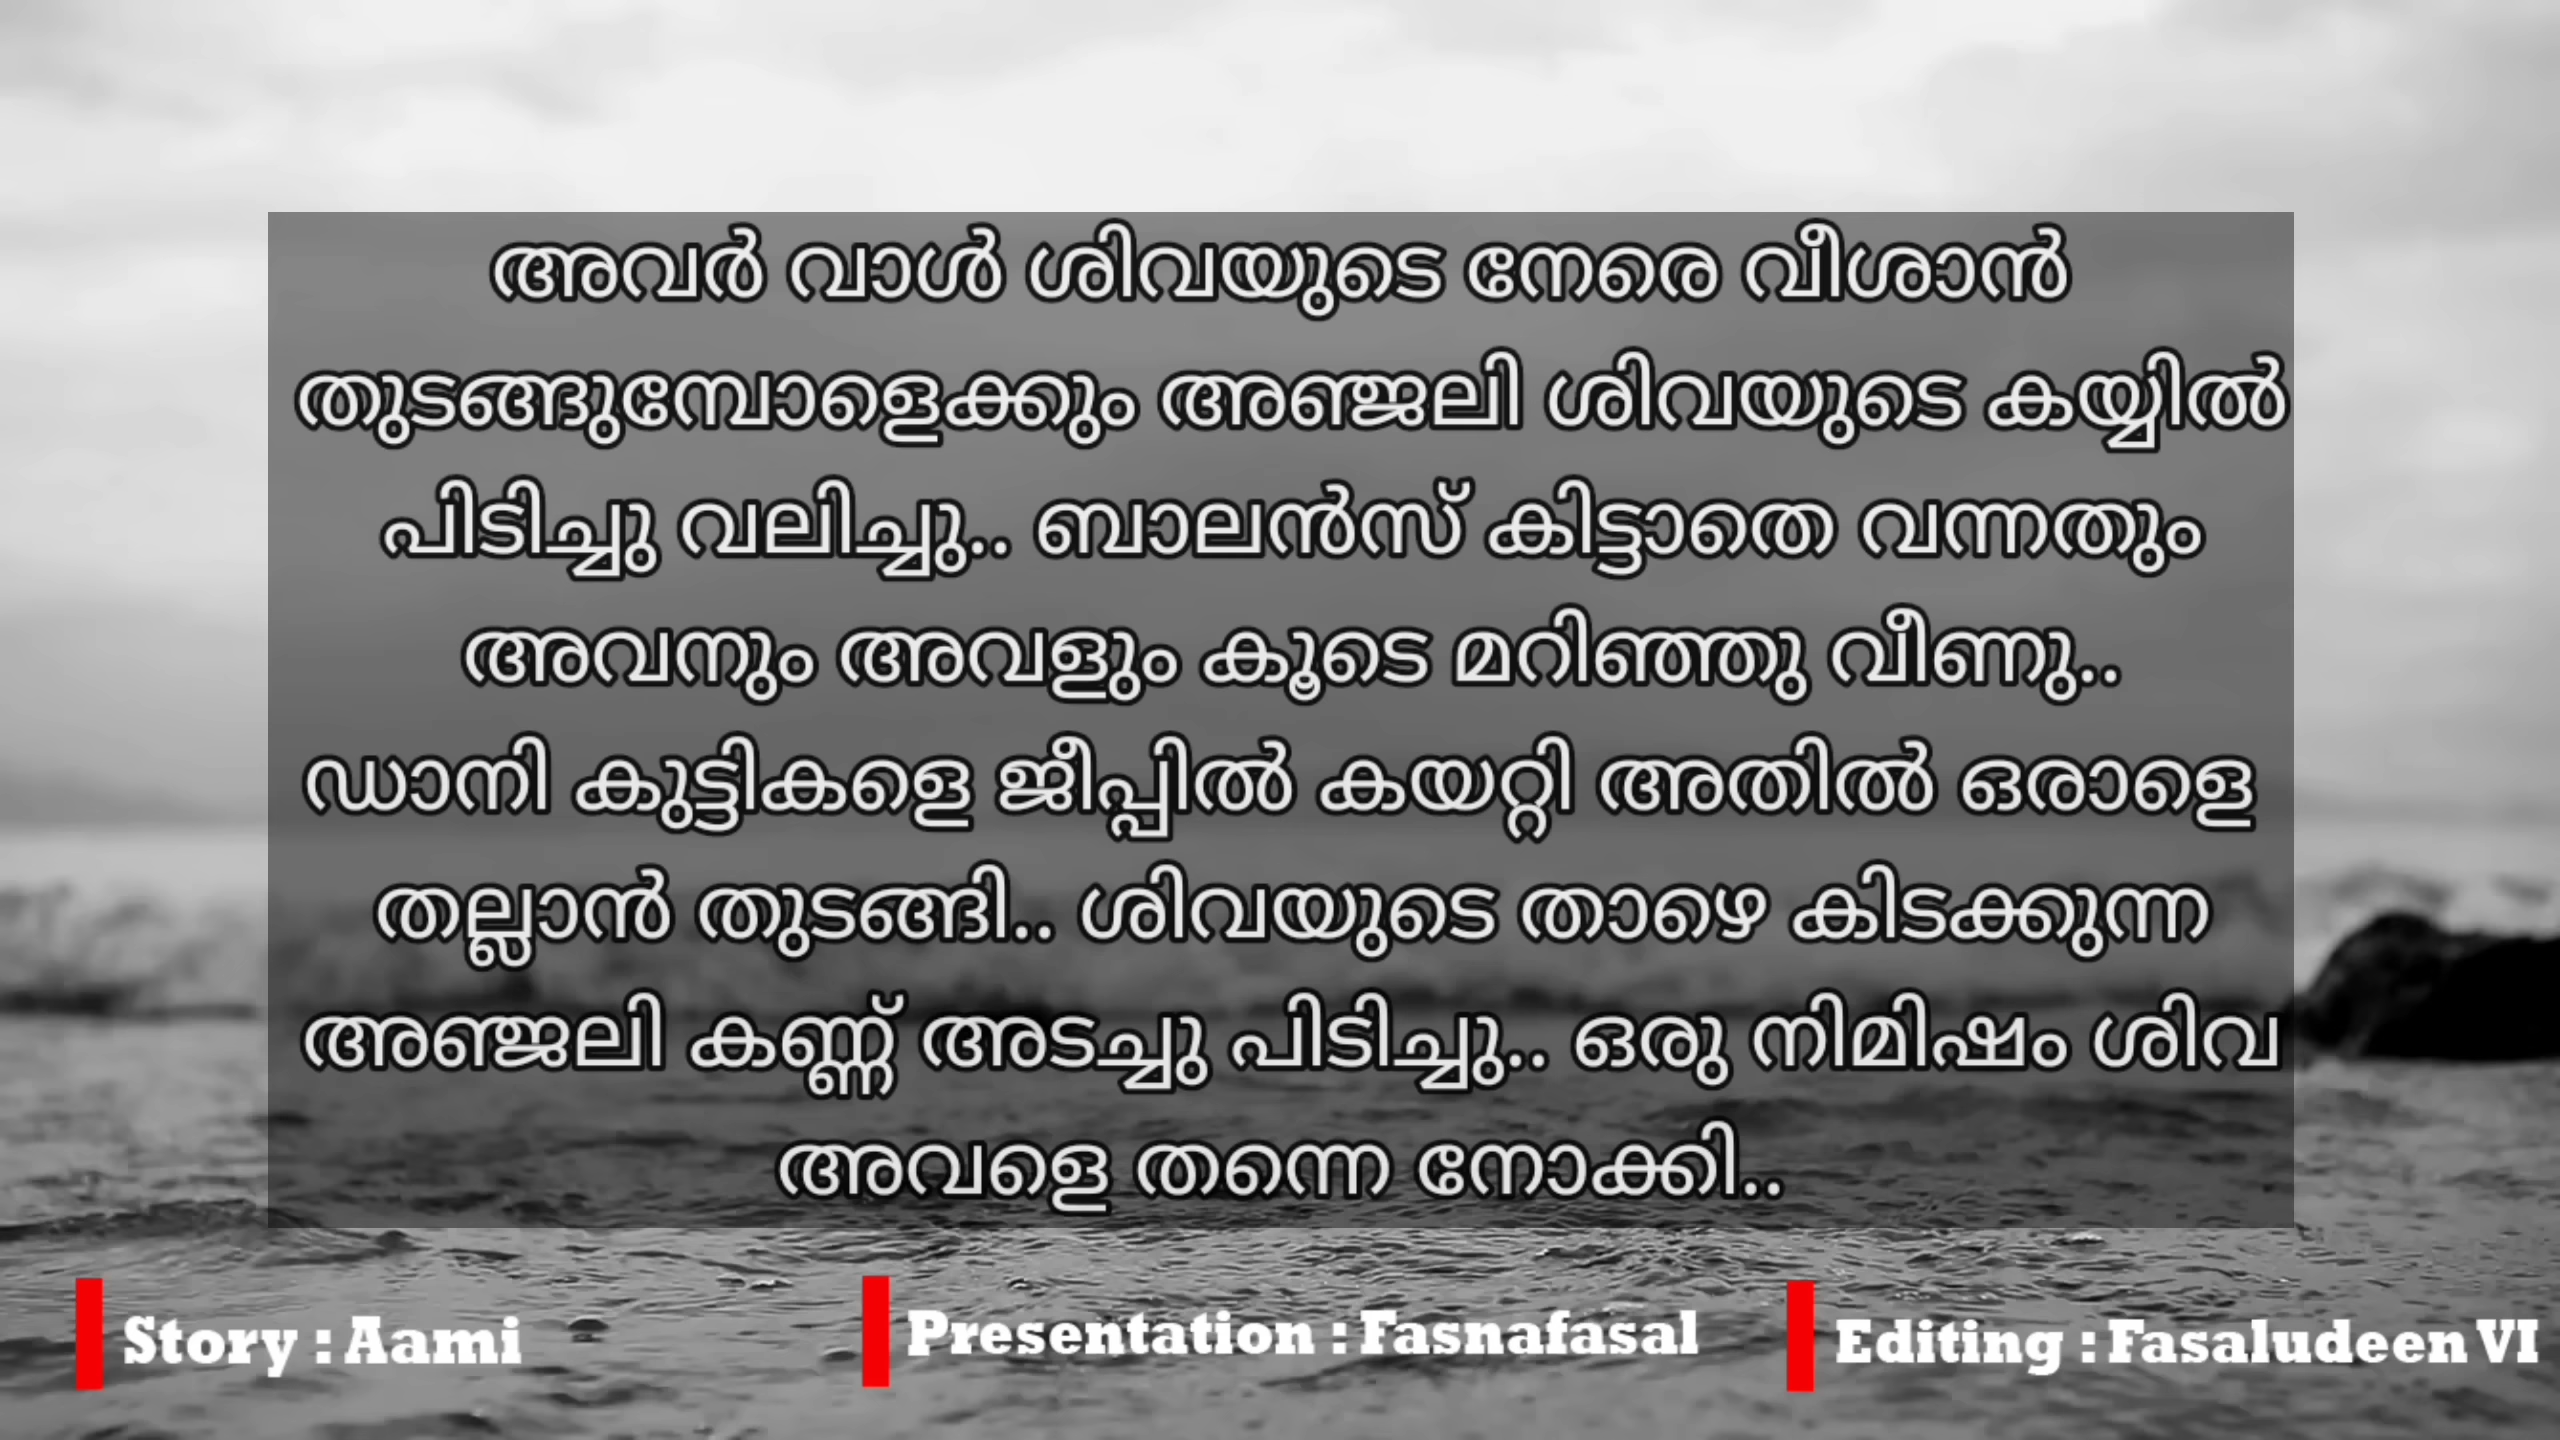 അവർ വാൾ ശിവയുടെ നേരെ വീശാൻ
തുടങ്ങുമ്പോളെക്കും അഞ്ജലി ശിവയുടെ കയ്യിൽ
പിടിച്ചു വലിച്ചു.. ബാലൻസ് കിട്ടാതെ വന്നതും
അവനും അവളും കൂടെ മറിഞ്ഞു വീണു..
ഡാനി കുട്ടികളെ ജീപ്പിൽ കയറ്റി അതിൽ ഒരാളെ
തല്ലാൻ തുടങ്ങി.. ശിവയുടെ താഴെ കിടക്കുന്ന
അഞ്ജലി കണ്ണ് അടച്ചു പിടിച്ചു.. ഒരു നിമിഷം ശിവ
അവളെ തന്നെ നോക്കി..
Story : Aami
Presentation : Fasnafasal
Editing : Fasaludeen VI